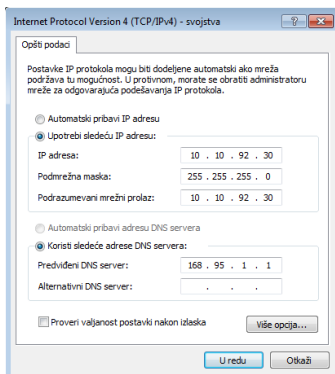 Internet Protocol Version 4 (TCP/IPv4) - svojstva
Opšti podaci
Postavke IP protokola mogu biti dodeljene automatski ako mreža
podržava tu mogućnost. U protivnom, morate se obratiti administratoru
mreže za odgovarajuća podešavanja IP protokola.
Automatski pribavi IP adresu
Upotrebi sledeću IP adresu:
IP adresa: 10 . 10 . 92 . 30
Podmrežna maska: 255 . 255 . 255 . 0
Podrazumevani mrežni prolaz: 10 . 10 . 92 . 30
Automatski pribavi adresu DNS servera
Koristi sledeće adrese DNS servera:
Predviđeni DNS server: 168 . 95 . 1 . 1
Alternativni DNS server: . . .
Proveri valjanost postavki nakon izlaska
Više opcija...
U redu Otkaži